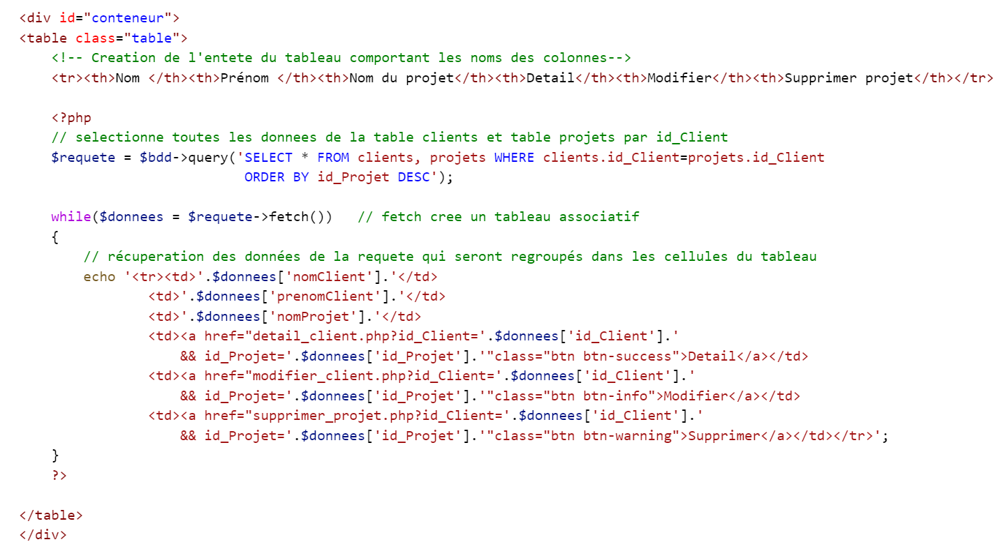 <div id="conteneur">
<table class="table">
    <!-- Creation de l'entete du tableau comportant les noms des colonnes-->
    <tr><th>Nom </th><th>Prénom </th><th>Nom du projet</th><th>Detail</th><th>Modifier</th><th>Supprimer projet</th></tr>

    <?php
    // selectionne toutes les donnees de la table clients et table projets par id_Client
    $requete = $bdd->query('SELECT * FROM clients, projets WHERE clients.id_Client=projets.id_Client
                            ORDER BY id_Projet DESC');

    while($donnees = $requete->fetch())   // fetch cree un tableau associatif
    {
        // récuperation des données de la requete qui seront regroupés dans les cellules du tableau
        echo '<tr><td>'.$donnees['nomClient'].'</td>
                <td>'.$donnees['prenomClient'].'</td>
                <td>'.$donnees['nomProjet'].'</td>
                <td><a href="detail_client.php?id_Client='.$donnees['id_Client'].'
                    && id_Projet='.$donnees['id_Projet'].'"class="btn btn-success">Detail</a></td>
                <td><a href="modifier_client.php?id_Client='.$donnees['id_Client'].'
                    && id_Projet='.$donnees['id_Projet'].'"class="btn btn-info">Modifier</a></td>
                <td><a href="supprimer_projet.php?id_Client='.$donnees['id_Client'].'
                    && id_Projet='.$donnees['id_Projet'].'"class="btn btn-warning">Supprimer</a></td></tr>';
    }
    ?>

</table>
</div>